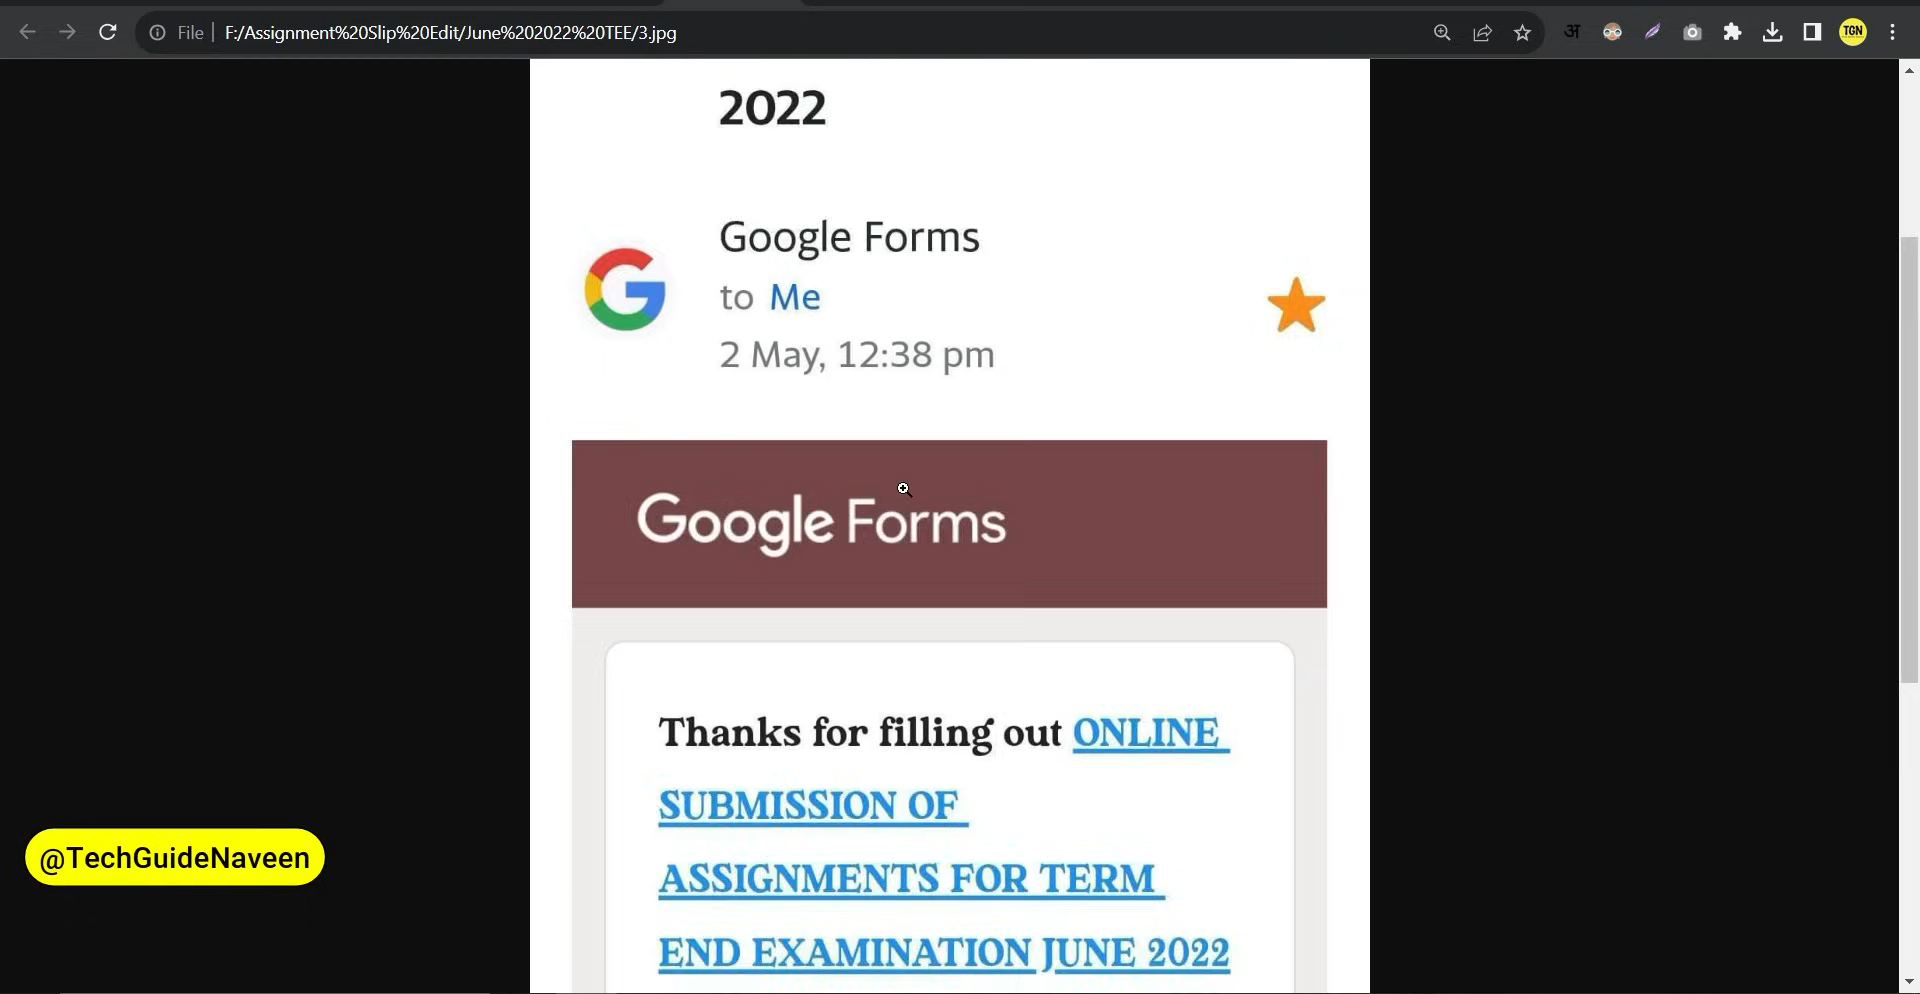 File
F:/Assignment%20Slip%20Edit/June%202022%20TEE/3.jpg
अ
TGN
2022
Google Forms
to Me
2 May, 12:38 pm
Google Forms
Thanks for filling out ONLINE
SUBMISSION OF
ASSIGNMENTS FOR TERM
END EXAMINATION JUNE 2022
@TechGuideNaveen